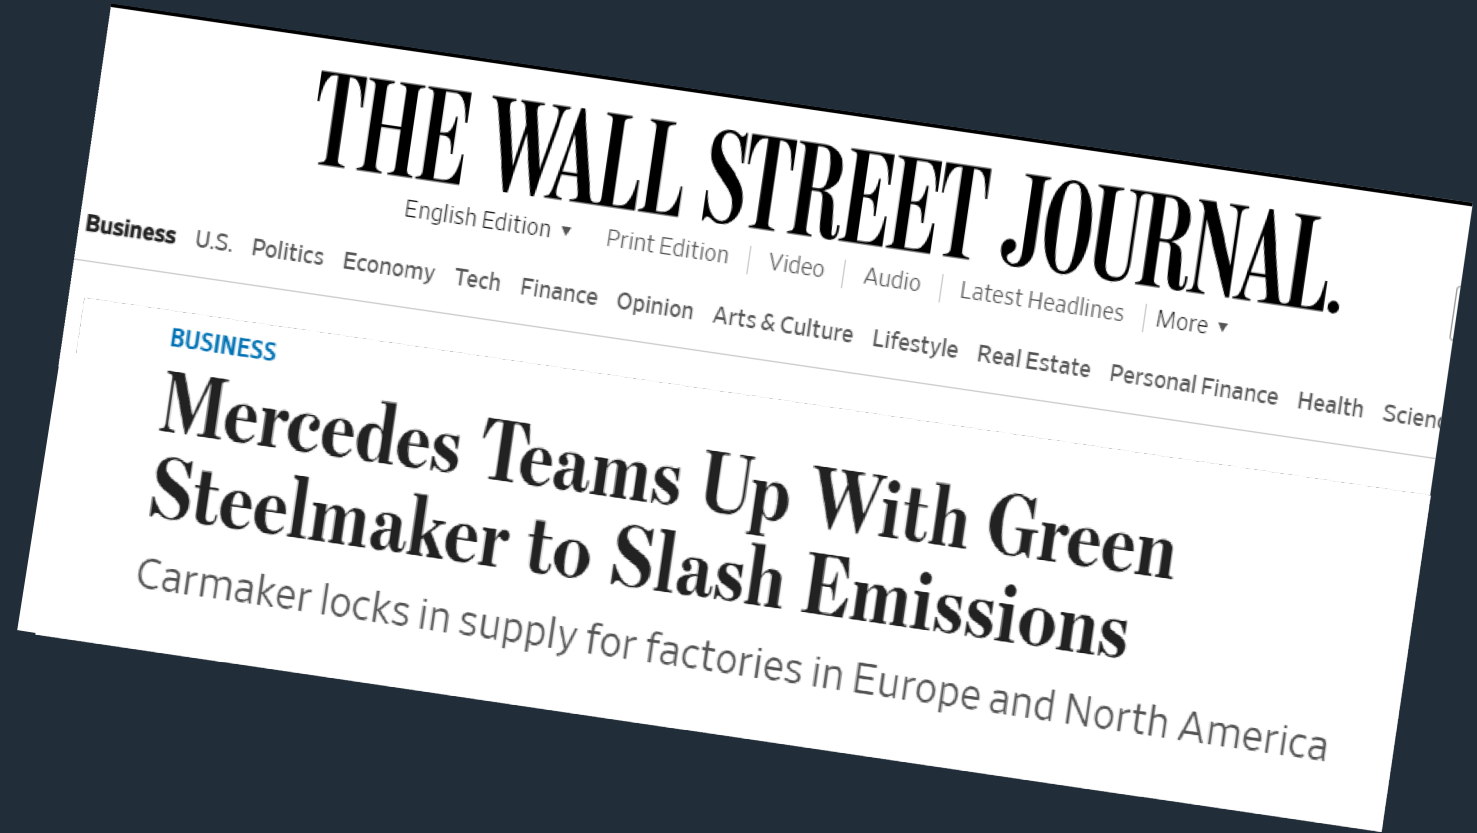 THE WALL STREET JOURNAL.
English Edition ▼ Print Edition | Video | Audio | Latest Headlines | More ▼
Business U.S. Politics Economy Tech Finance Opinion Arts & Culture Lifestyle Real Estate Personal Finance Health Scienc
BUSINESS
Mercedes Teams Up With Green
Steelmaker to Slash Emissions
Carmaker locks in supply for factories in Europe and North America